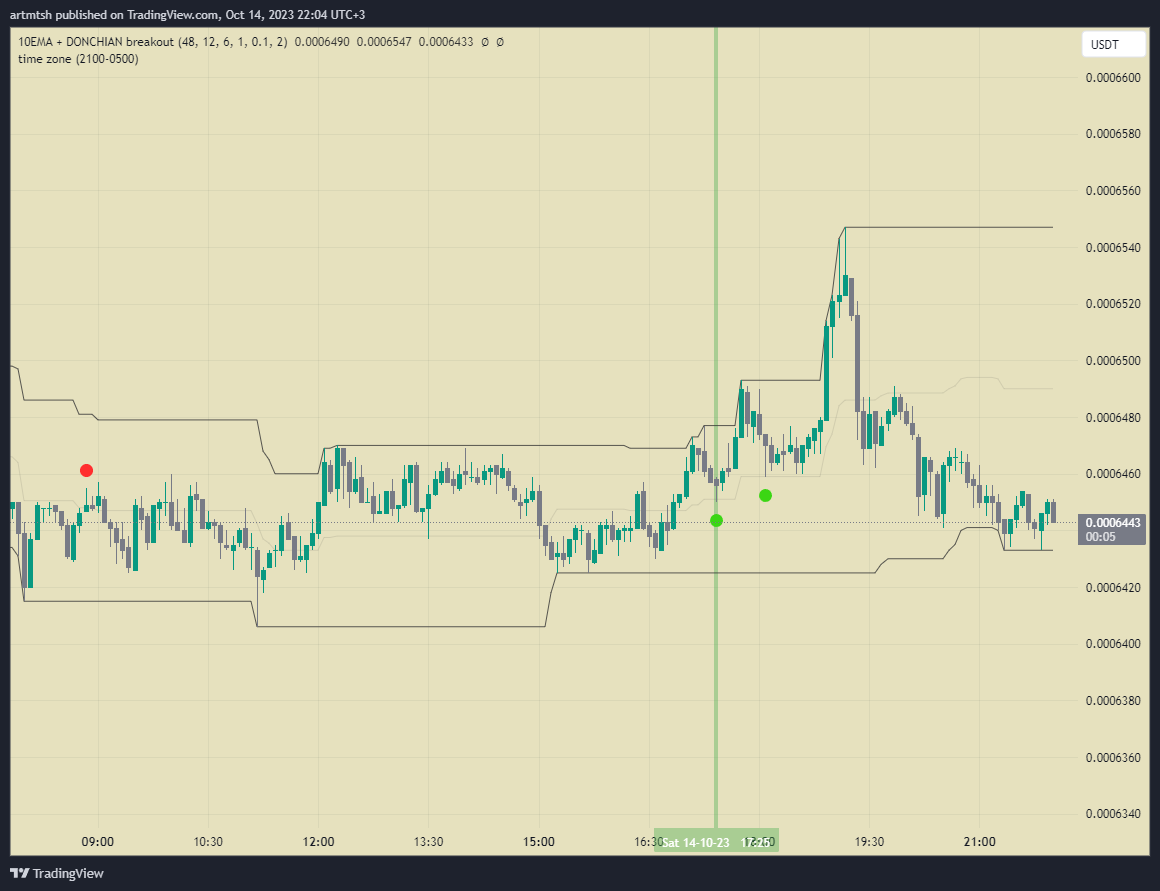 artmtsh published on TradingView.com, Oct 14, 2023 22:04 UTC+3
10EMA + DONCHIAN breakout (48, 12, 6, 1, 0.1, 2) 0.0006490 0.0006547 0.0006433 Ø Ø
time zone (2100-0500)
USDT
0.0006600
0.0006580
0.0006560
0.0006540
0.0006520
0.0006500
0.0006480
0.0006460
0.0006443
00:05
0.0006420
0.0006400
0.0006380
0.0006360
0.0006340
09:00 10:30 12:00 13:30 15:00 16:30 Sat 14-10-23 17:25 19:30 21:00
TradingView